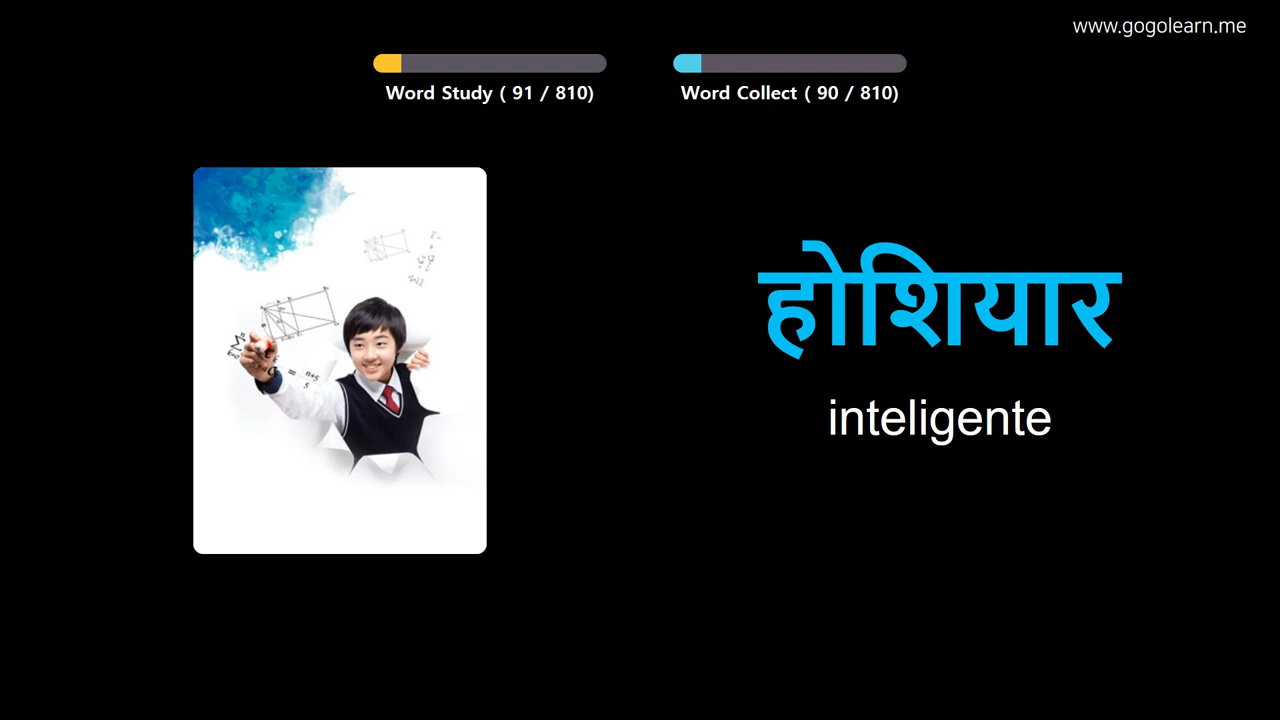 www.gogolearn.me
Word Study ( 91 / 810)
Word Collect ( 90 / 810)
होशियार
inteligente